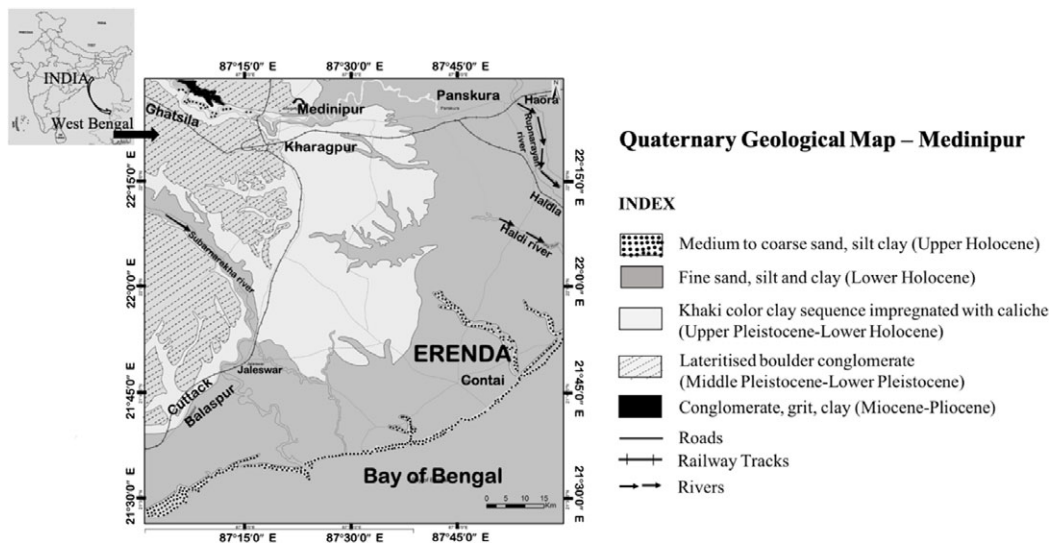 INDIA
West Bengal
87°15'0" E
87°30'0" E
87°45'0" E
Ghatsila
Medinipur
Panskura
Panskura
Haora
N
Rupnarayan
river
Kharagpur
22°15'0" E
22°15'0" E
Haldia
Haldi river
Subarnarekha river
22°0'0" E
22°0'0" E
ERENDA
Jaleswar
Contai
Cuttack
Balaspur
21°45'0" E
21°45'0" E
Bay of Bengal
21°30'0" E
21°30'0" E
0 5 10 15
Km
87°15'0" E
87°30'0" E
87°45'0" E
Quaternary Geological Map – Medinipur
INDEX
Medium to coarse sand, silt clay (Upper Holocene)
Fine sand, silt and clay (Lower Holocene)
Khaki color clay sequence impregnated with caliche
(Upper Pleistocene-Lower Holocene)
Lateritised boulder conglomerate
(Middle Pleistocene-Lower Pleistocene)
Conglomerate, grit, clay (Miocene-Pliocene)
Roads
Railway Tracks
Rivers